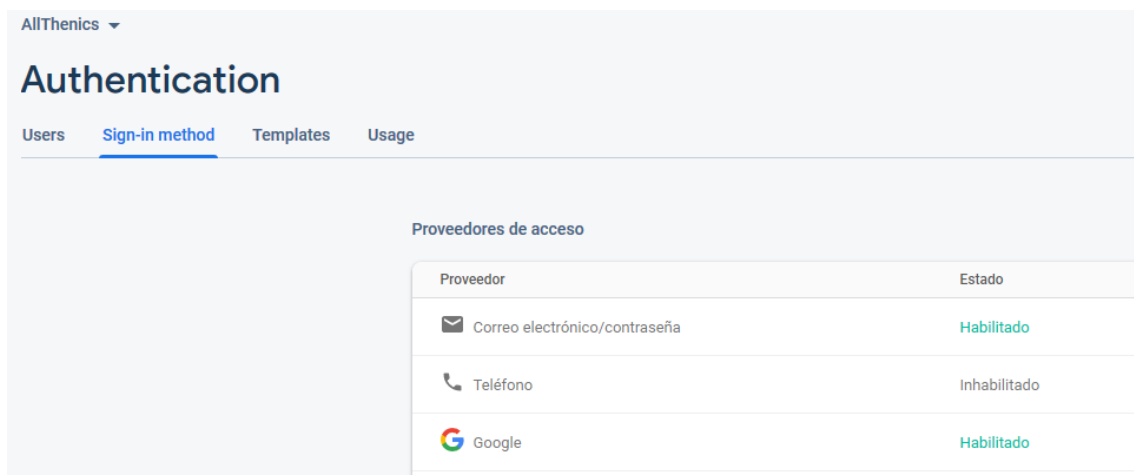 AllThenics
Authentication
Users Sign-in method Templates Usage
Proveedores de acceso
Proveedor Estado
Correo electrónico/contraseña Habilitado
Teléfono Inhabilitado
Google Habilitado